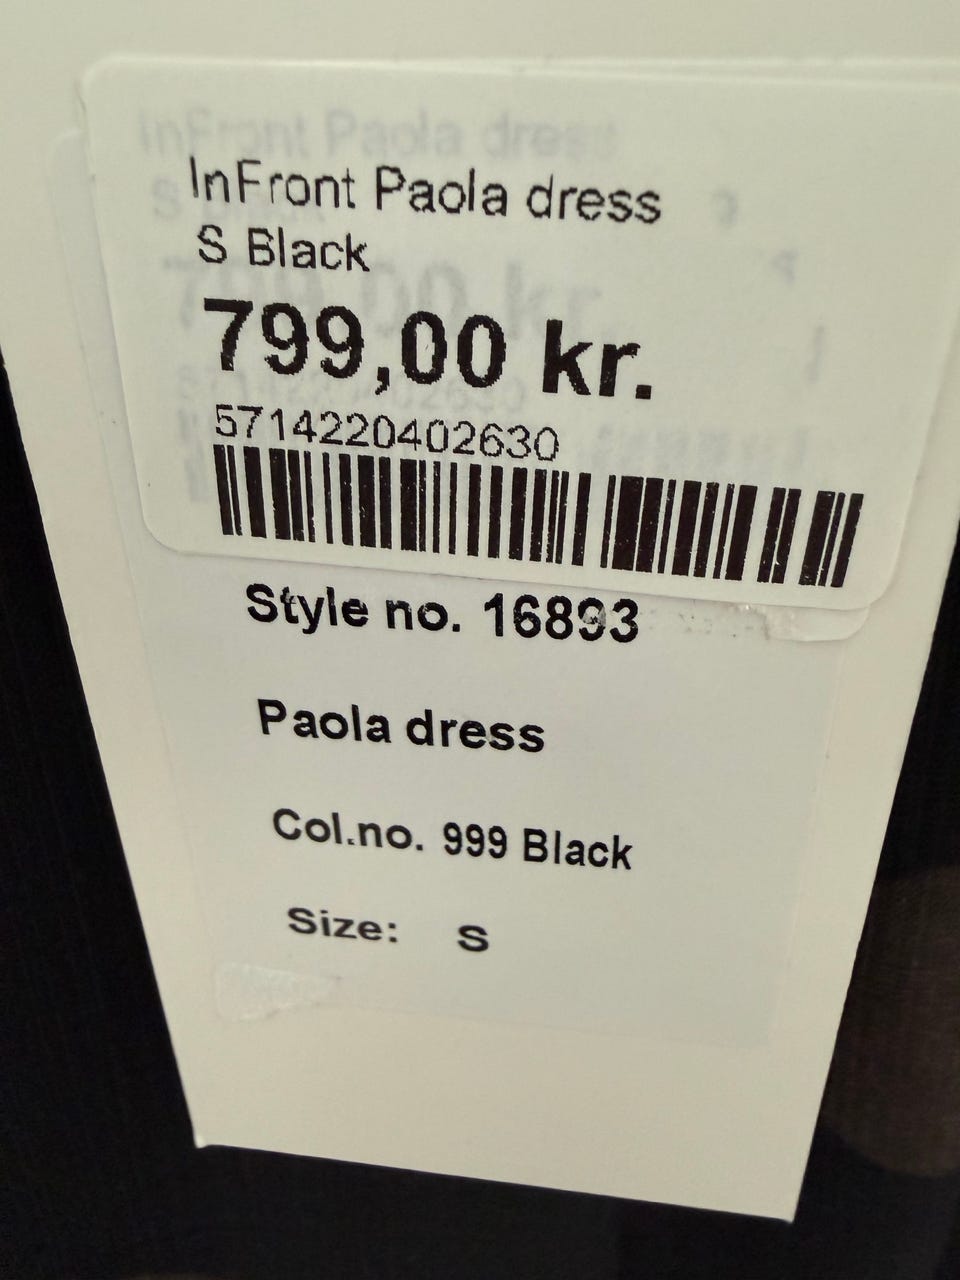 InFront Paola dress
S Black
799,00 kr.
5714220402630
Style no. 16893
Paola dress
Col.no. 999 Black
Size: S